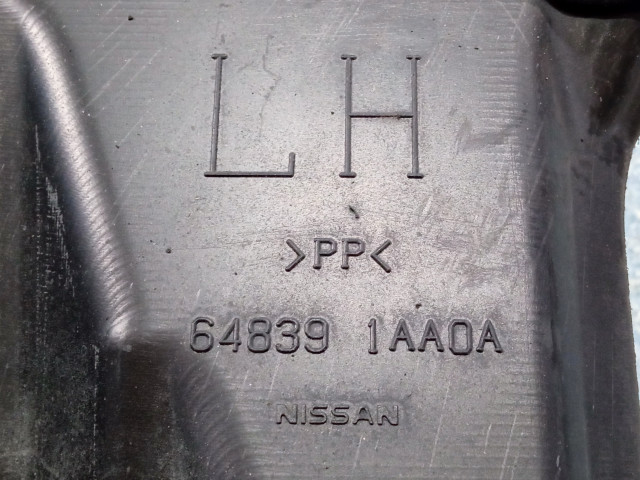 LH
>PP<
64839 1AA0A
NISSAN